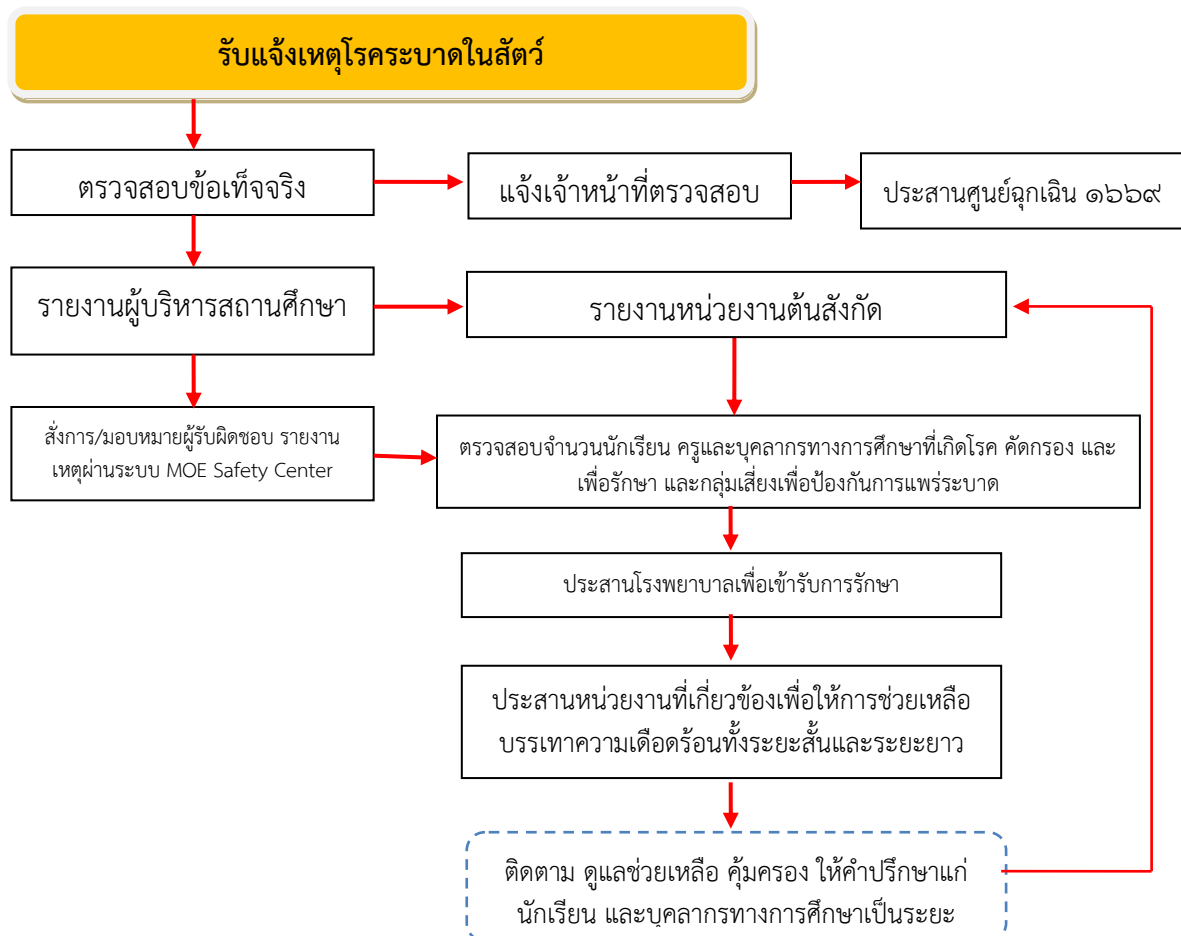 รับแจ้งเหตุโรคระบาดในสัตว์
ตรวจสอบข้อเท็จจริง
แจ้งเจ้าหน้าที่ตรวจสอบ
ประสานศูนย์ฉุกเฉิน ๑๖๖๙
รายงานผู้บริหารสถานศึกษา
รายงานหน่วยงานต้นสังกัด
สั่งการ/มอบหมายผู้รับผิดชอบ รายงาน
เหตุผ่านระบบ MOE Safety Center
ตรวจสอบจำนวนนักเรียน ครูและบุคลากรทางการศึกษาที่เกิดโรค คัดกรอง และ
เพื่อรักษา และกลุ่มเสี่ยงเพื่อป้องกันการแพร่ระบาด
ประสานโรงพยาบาลเพื่อเข้ารับการรักษา
ประสานหน่วยงานที่เกี่ยวข้องเพื่อให้การช่วยเหลือ
บรรเทาความเดือดร้อนทั้งระยะสั้นและระยะยาว
ติดตาม ดูแลช่วยเหลือ คุ้มครอง ให้คำปรึกษาแก่
นักเรียน และบุคลากรทางการศึกษาเป็นระยะ